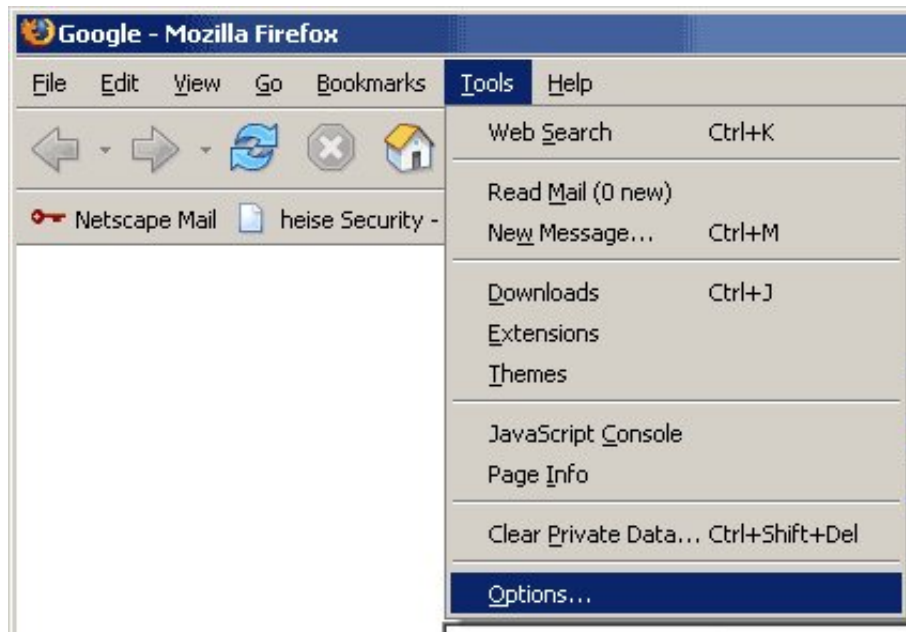 Google - Mozilla Firefox
File Edit View Go Bookmarks Tools Help
Web Search Ctrl+K
Read Mail (0 new)
Netscape Mail heise Security -
New Message... Ctrl+M
Downloads Ctrl+J
Extensions
Themes
JavaScript Console
Page Info
Clear Private Data... Ctrl+Shift+Del
Options...